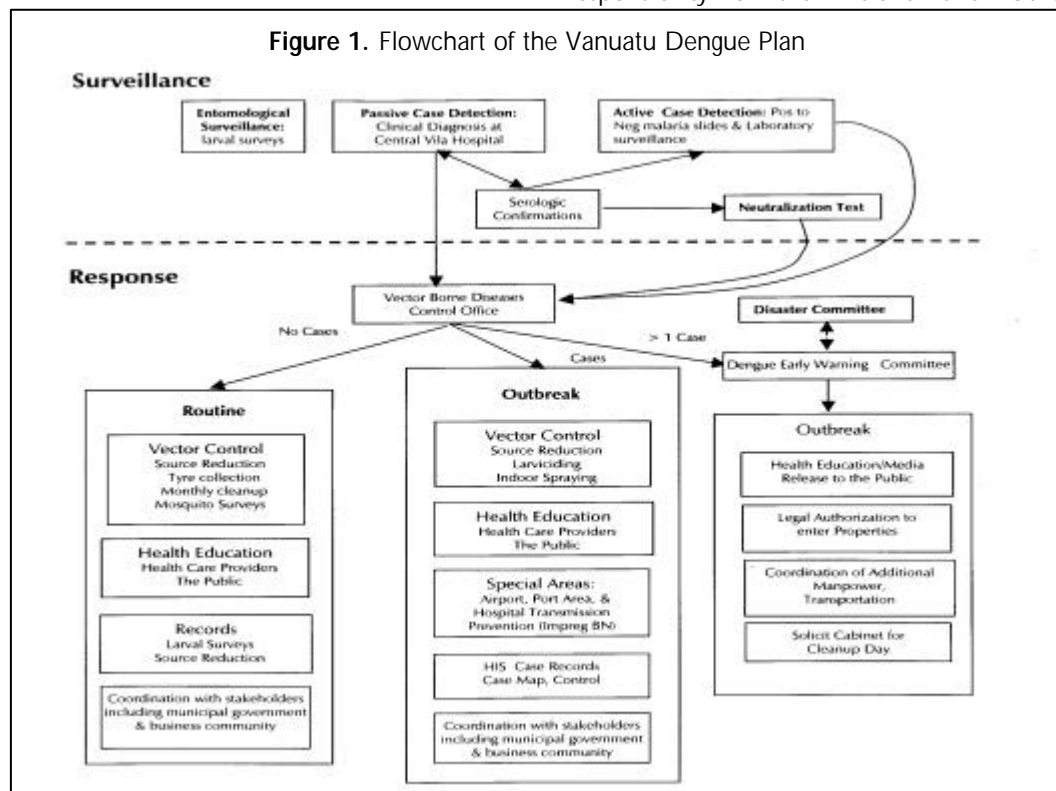 Figure 1. Flowchart of the Vanuatu Dengue Plan
Surveillance
Entomological
Surveillance:
larval surveys
Passive Case Detection:
Clinical Diagnosis at
Central Vila Hospital
Active Case Detection: Pos to
Neg malaria slides & Laboratory
surveillance
Serologic
Confirmations
Neutralization Test
Response
Vector Borne Diseases
Control Office
Disaster Committee
No Cases
Cases
> 1 Case
Dengue Early Warning Committee
Routine
Vector Control
Source Reduction
Tyre collection
Monthly cleanup
Mosquito Surveys
Health Education
Health Care Providers
The Public
Records
Larval Surveys
Source Reduction
Coordination with stakeholders
including municipal government
& business community
Outbreak
Vector Control
Source Reduction
Larviciding
Indoor Spraying
Health Education
Health Care Providers
The Public
Special Areas:
Airport, Port Area, &
Hospital Transmission
Prevention (Impreg BN)
HIS Case Records
Case Map, Control
Coordination with stakeholders
including municipal government
& business community
Outbreak
Health Education/Media
Release to the Public
Legal Authorization to
enter Properties
Coordination of Additional
Manpower,
Transportation
Solicit Cabinet for
Cleanup Day